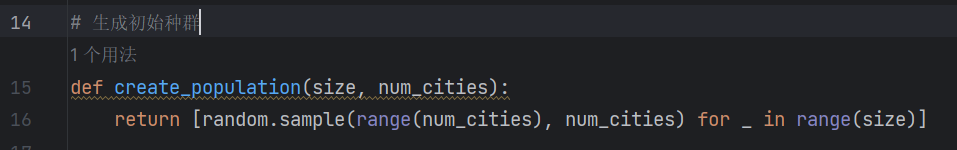 14 # 生成初始种群
1 个用法
15 def create_population(size, num_cities):
16 return [random.sample(range(num_cities), num_cities) for _ in range(size)]